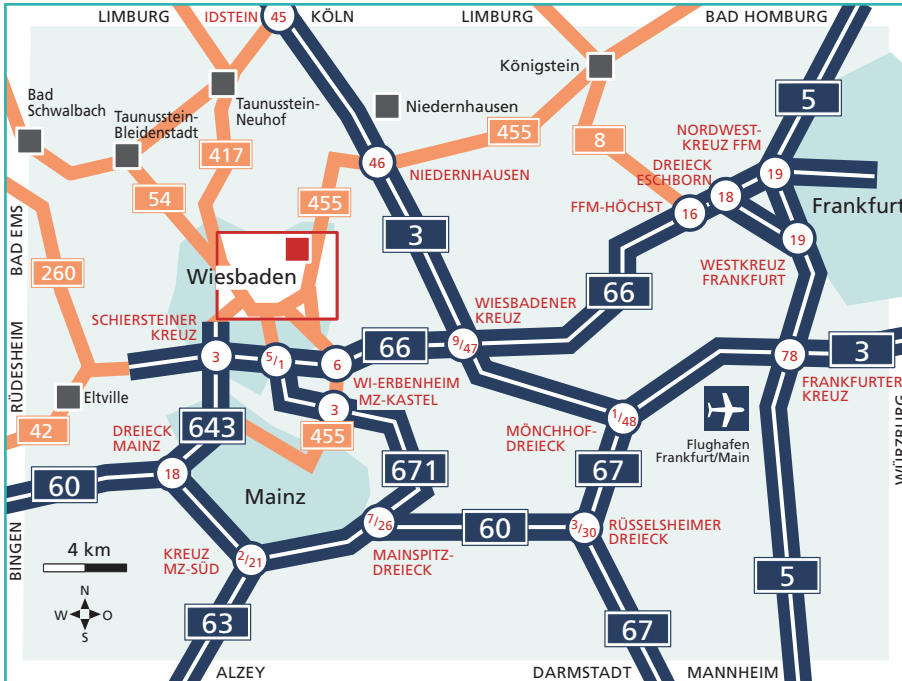 LIMBURG
IDSTEIN
45
KÖLN
LIMBURG
BAD HOMBURG
Königstein
5
Bad
Schwalbach
Taunusstein-
Bleidenstadt
Taunusstein-
Neuhof
Niedernhausen
455
8
NORDWEST-
KREUZ FFM
417
46
NIEDERNHAUSEN
DREIECK
ESCHBORN
19
54
455
FFM-HÖCHST
16
18
Frankfurt
BAD EMS
3
19
260
Wiesbaden
66
WESTKREUZ
FRANKFURT
SCHIERSTEINER
KREUZ
WIESBADENER
KREUZ
RÜDESHEIM
3
5/1
6
66
9/47
78
3
Eltville
WI-ERBENHEIM
MZ-KASTEL
FRANKFURTER
KREUZ
3
1/48
42
DREIECK
MAINZ
643
455
MÖNCHHOF-
DREIECK
Flughafen
Frankfurt/Main
WÜRZBURG
671
67
60
18
Mainz
BINGEN
7/26
60
3/30
RÜSSELSHEIMER
DREIECK
4 km
KREUZ
MZ-SÜD
2/21
MAINSPITZ-
DREIECK
5
N
W
O
S
63
67
ALZEY
DARMSTADT
MANNHEIM